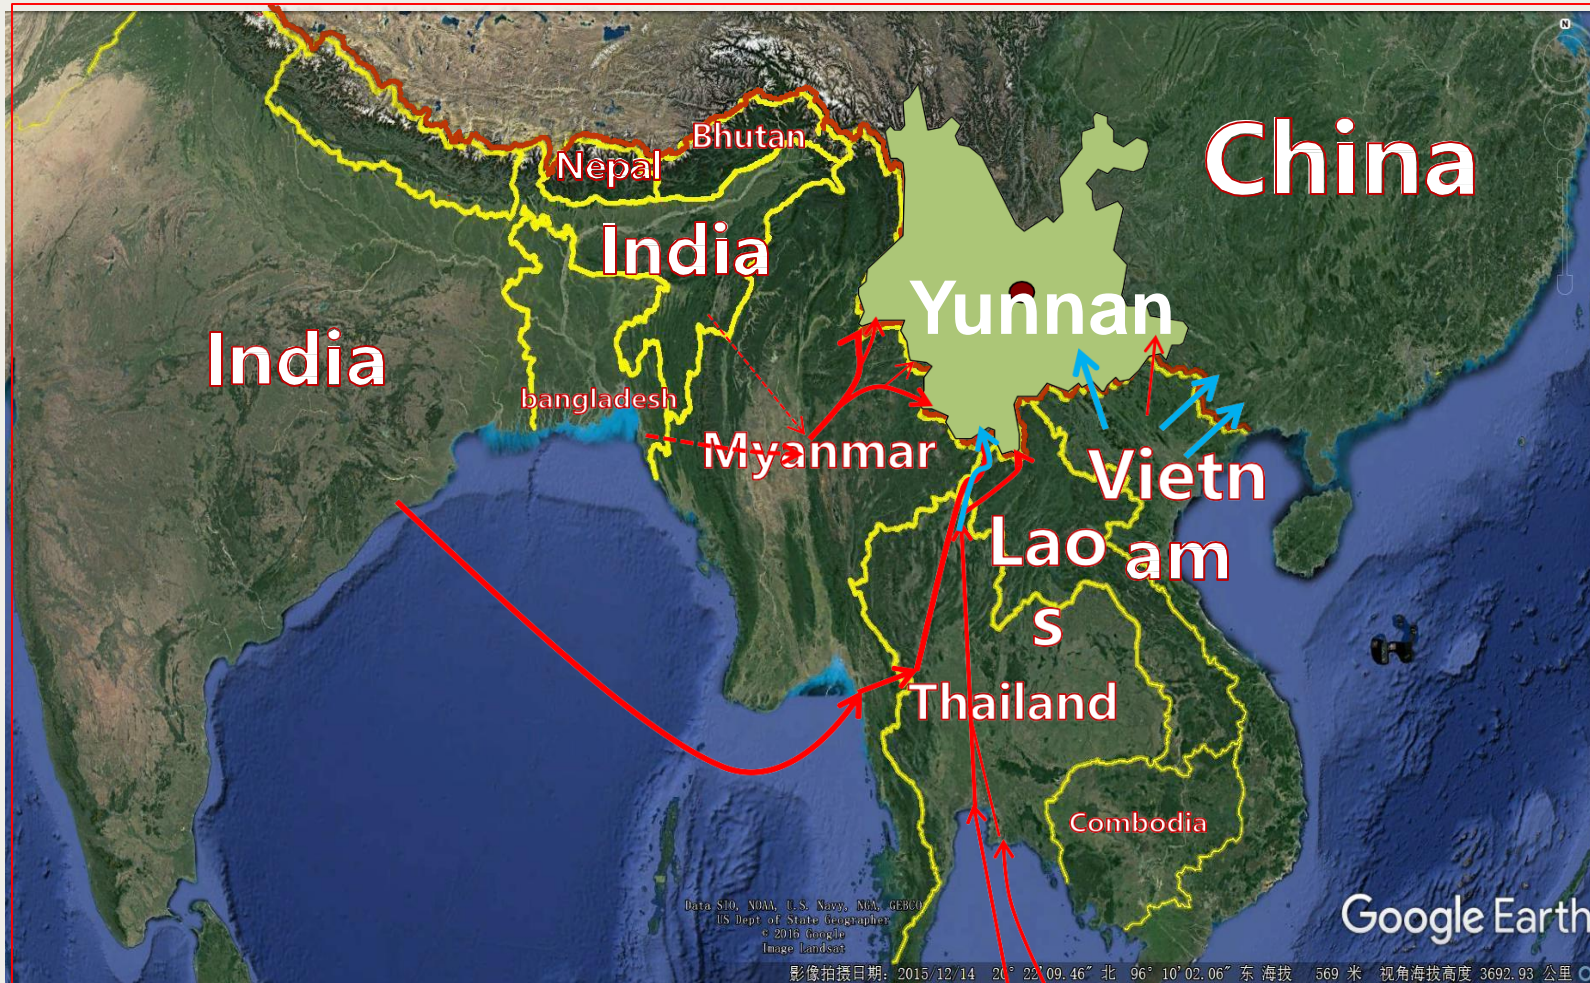 N
China
Bhutan
Nepal
India
Yunnan
India
bangladesh
Myanmar
Vietn
am
Lao
s
Thailand
Combodia
Data SIO, NOAA, U.S. Navy, NGA, GEBCO
US Dept of State Geographer
© 2016 Google
Image Landsat
Google Earth
影像拍摄日期: 2015/12/14 20° 22'09.46" 北 96° 10'02.06" 东 海拔 569 米 视角海拔高度 3692.93 公里